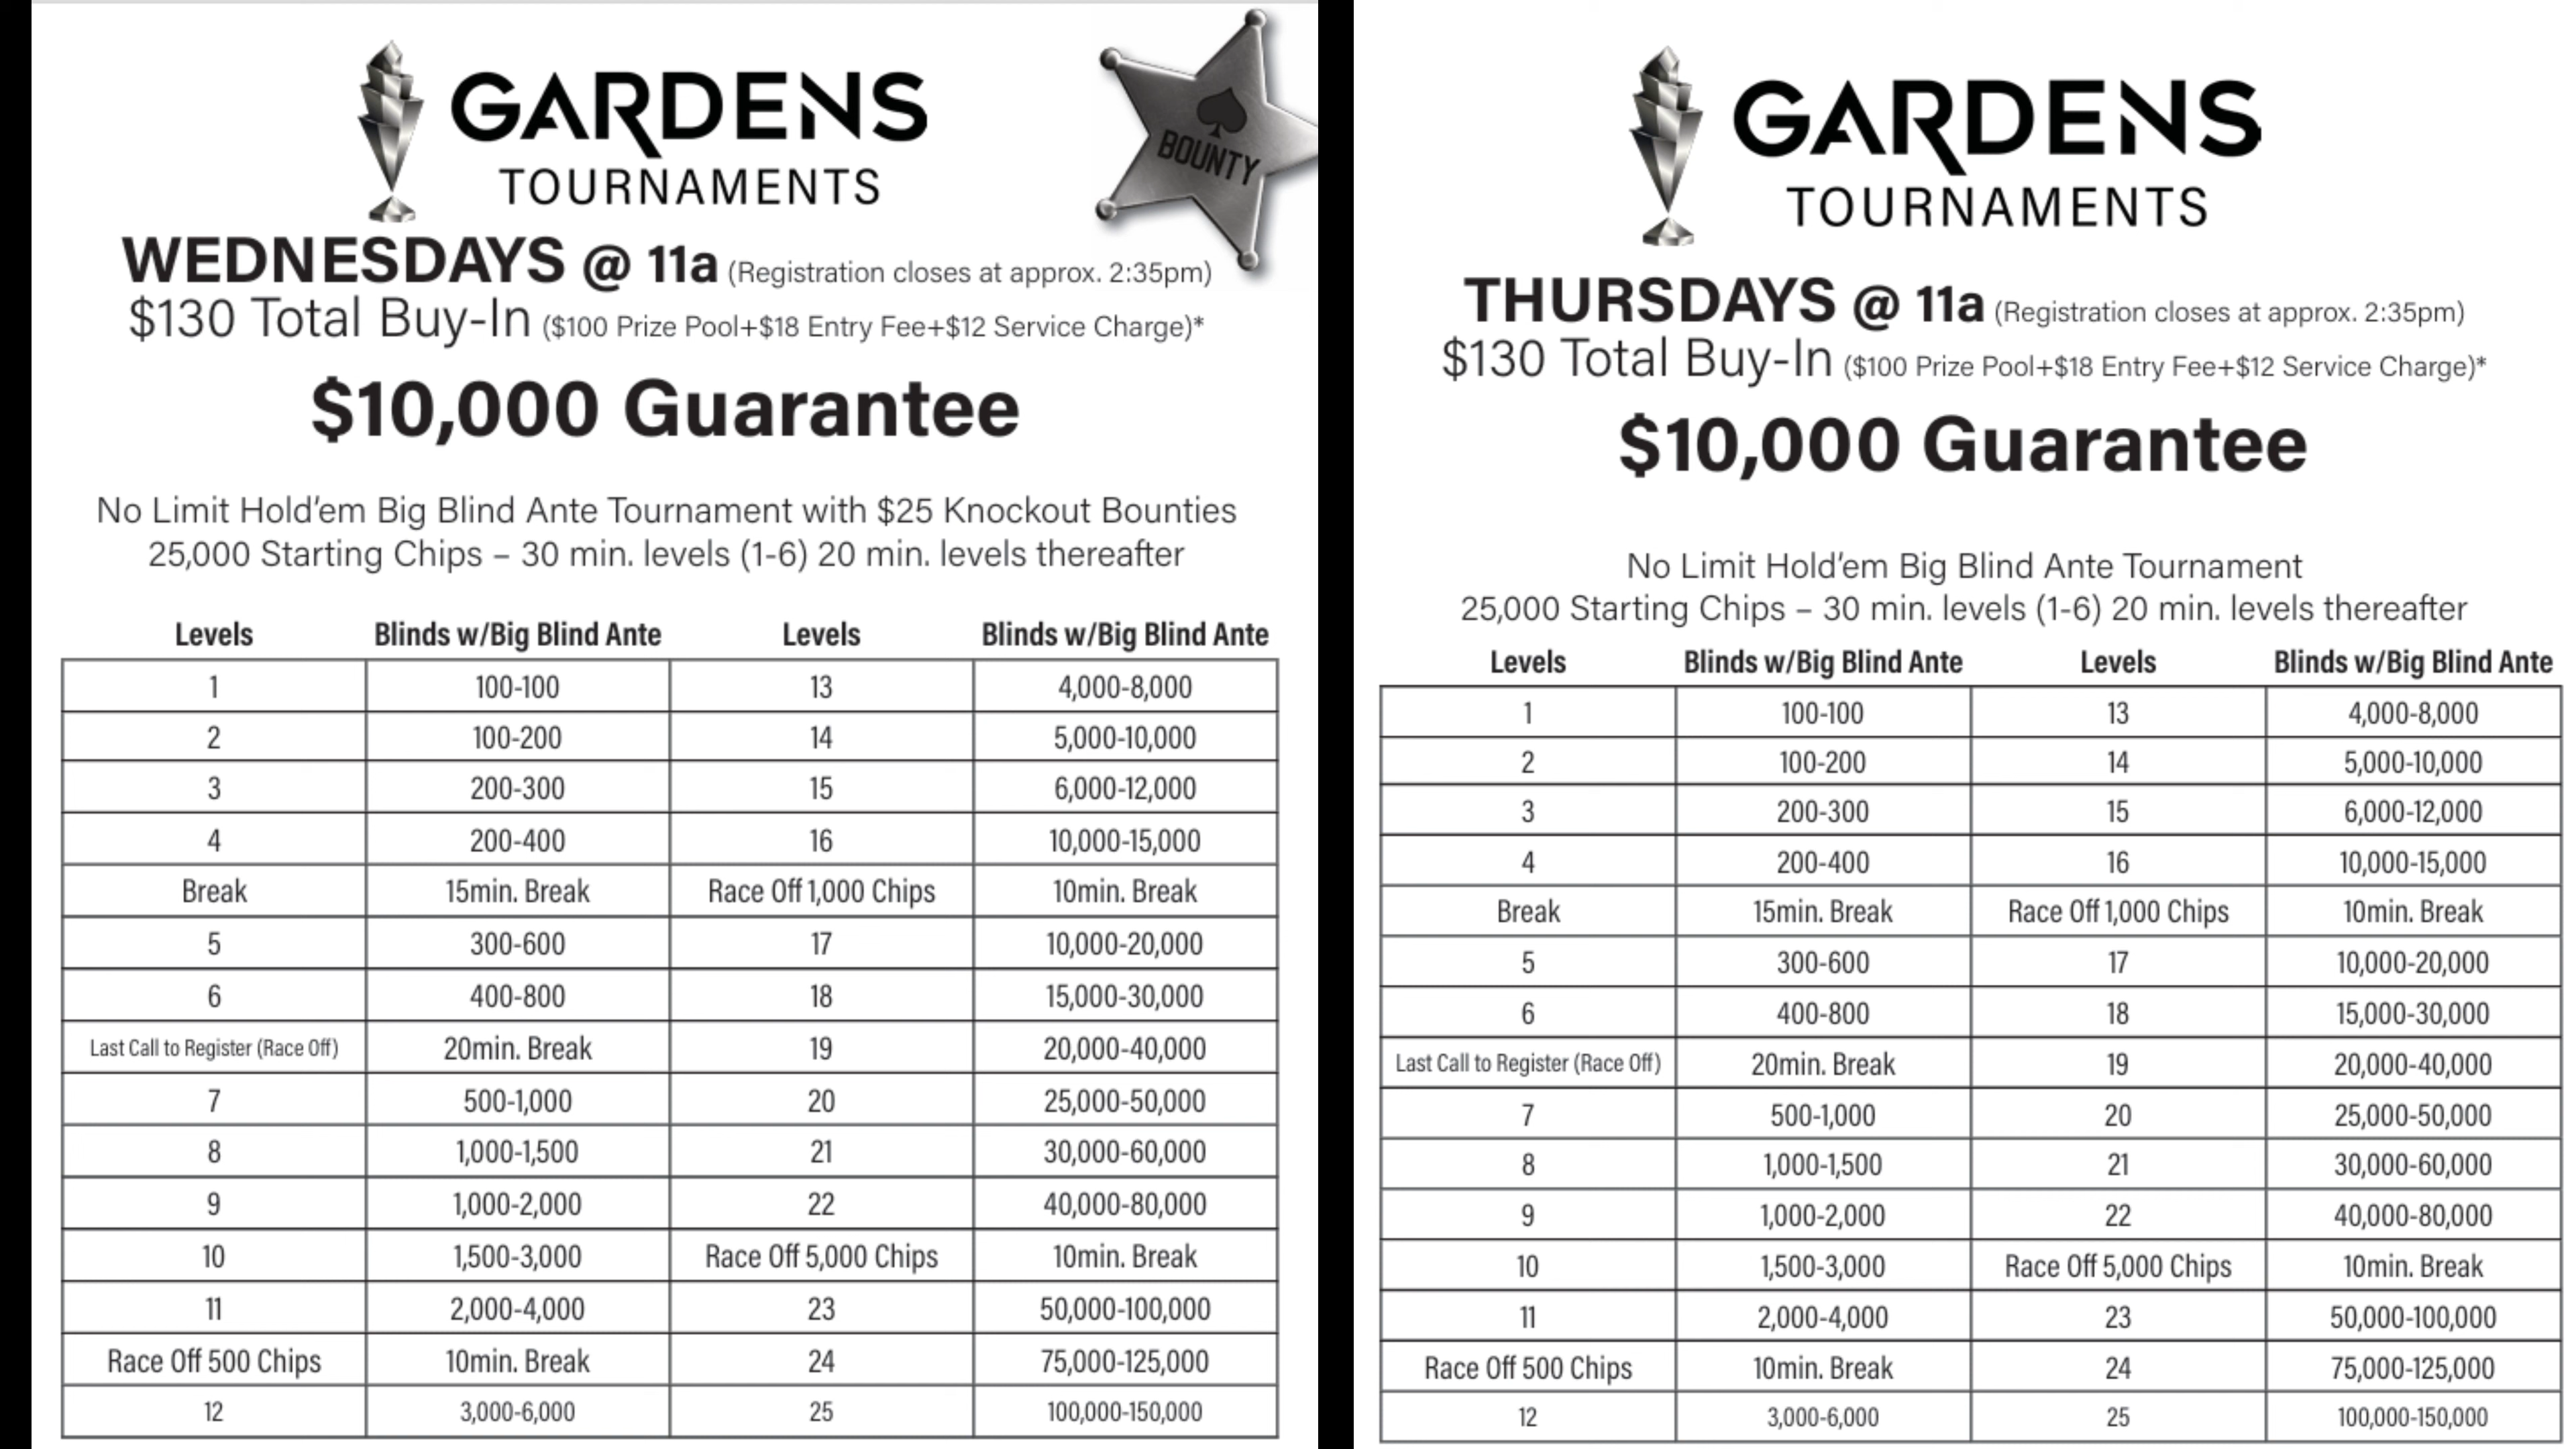 GARDENS
TOURNAMENTS
BOUNTY
WEDNESDAYS @ 11a (Registration closes at approx. 2:35pm)
$130 Total Buy-In ($100 Prize Pool+$18 Entry Fee+$12 Service Charge)*
$10,000 Guarantee
No Limit Hold'em Big Blind Ante Tournament with $25 Knockout Bounties
25,000 Starting Chips – 30 min. levels (1-6) 20 min. levels thereafter
Levels Blinds w/Big Blind Ante Levels Blinds w/Big Blind Ante
1 100-100 13 4,000-8,000
2 100-200 14 5,000-10,000
3 200-300 15 6,000-12,000
4 200-400 16 10,000-15,000
Break 15min. Break Race Off 1,000 Chips 10min. Break
5 300-600 17 10,000-20,000
6 400-800 18 15,000-30,000
Last Call to Register (Race Off) 20min. Break 19 20,000-40,000
7 500-1,000 20 25,000-50,000
8 1,000-1,500 21 30,000-60,000
9 1,000-2,000 22 40,000-80,000
10 1,500-3,000 Race Off 5,000 Chips 10min. Break
11 2,000-4,000 23 50,000-100,000
Race Off 500 Chips 10min. Break 24 75,000-125,000
12 3,000-6,000 25 100,000-150,000
GARDENS
TOURNAMENTS
THURSDAYS @ 11a (Registration closes at approx. 2:35pm)
$130 Total Buy-In ($100 Prize Pool+$18 Entry Fee+$12 Service Charge)*
$10,000 Guarantee
No Limit Hold'em Big Blind Ante Tournament
25,000 Starting Chips – 30 min. levels (1-6) 20 min. levels thereafter
Levels Blinds w/Big Blind Ante Levels Blinds w/Big Blind Ante
1 100-100 13 4,000-8,000
2 100-200 14 5,000-10,000
3 200-300 15 6,000-12,000
4 200-400 16 10,000-15,000
Break 15min. Break Race Off 1,000 Chips 10min. Break
5 300-600 17 10,000-20,000
6 400-800 18 15,000-30,000
Last Call to Register (Race Off) 20min. Break 19 20,000-40,000
7 500-1,000 20 25,000-50,000
8 1,000-1,500 21 30,000-60,000
9 1,000-2,000 22 40,000-80,000
10 1,500-3,000 Race Off 5,000 Chips 10min. Break
11 2,000-4,000 23 50,000-100,000
Race Off 500 Chips 10min. Break 24 75,000-125,000
12 3,000-6,000 25 100,000-150,000